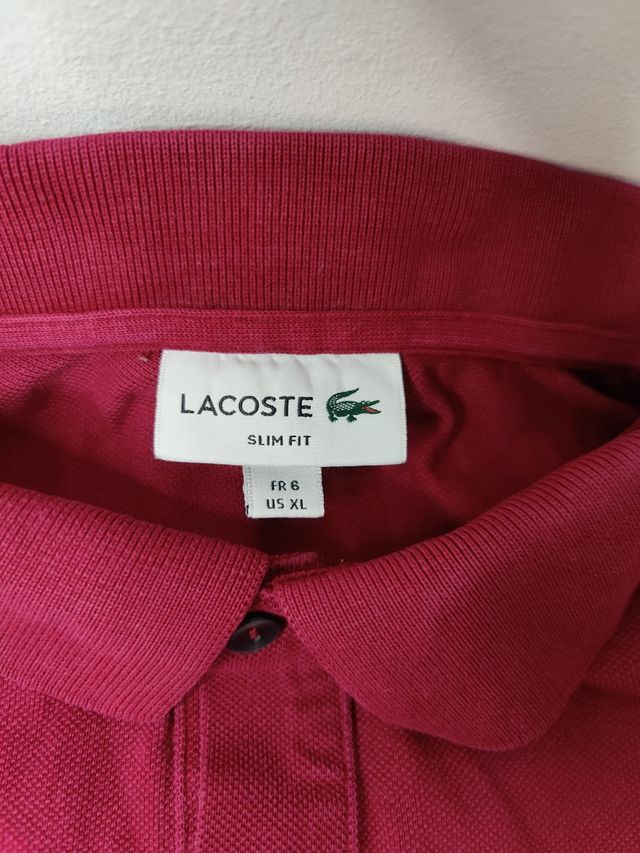 LACOSTE
SLIM FIT
FR 6
US XL